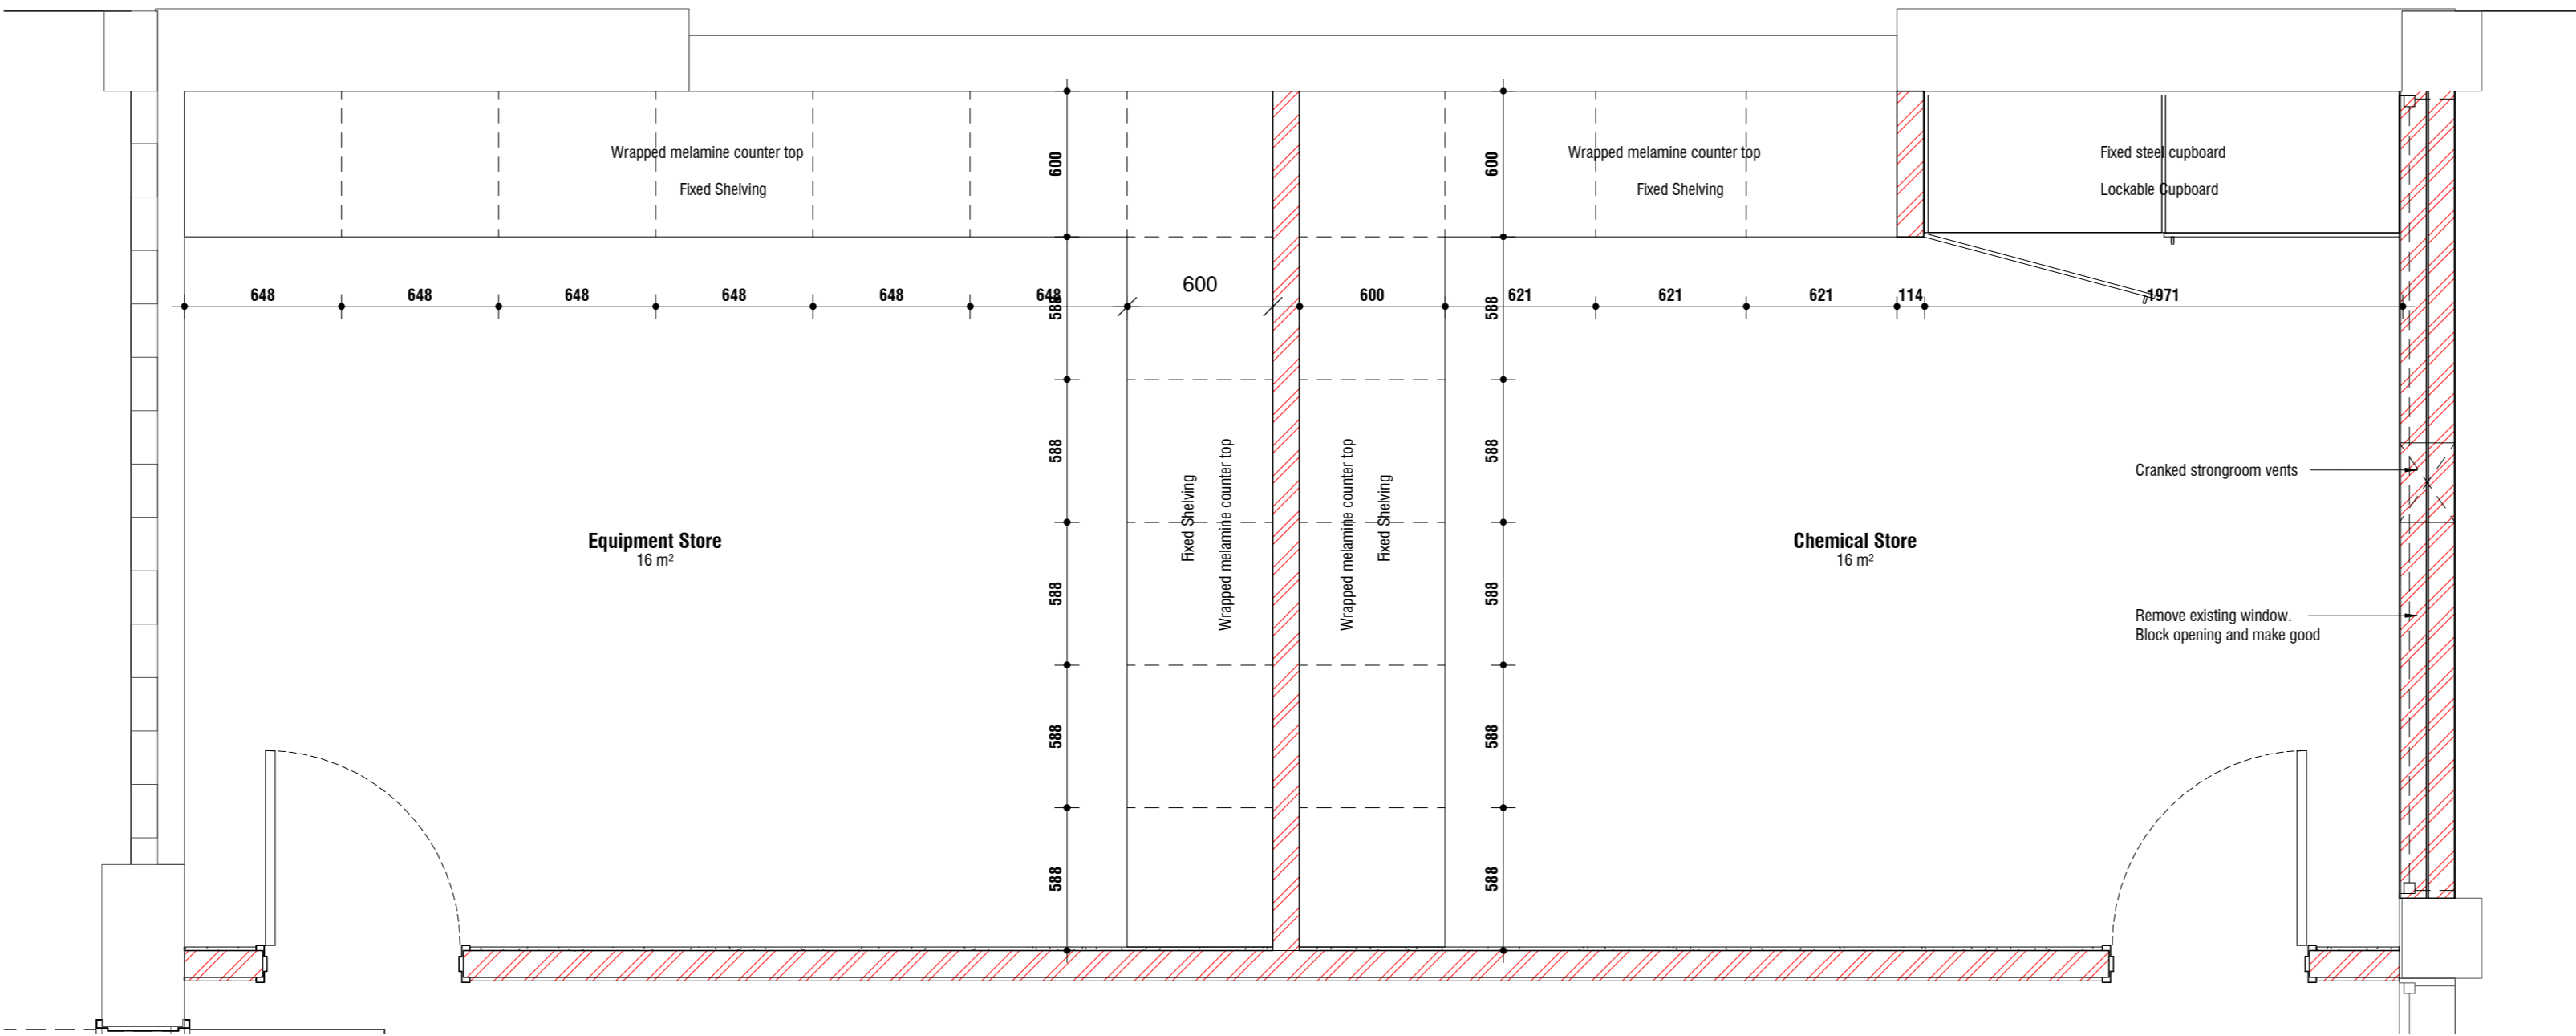 Wrapped melamine counter top
Fixed Shelving
600
600
Wrapped melamine counter top
Fixed Shelving
Fixed steel cupboard
Lockable Cupboard
648
648
648
648
648
648
600
600
621
621
621
114
1971
588
588
588
588
588
588
588
588
588
588
Fixed Shelving
Wrapped melamine counter top
Wrapped melamine counter top
Fixed Shelving
Equipment Store
16 m²
Chemical Store
16 m²
Cranked strongroom vents
Remove existing window.
Block opening and make good